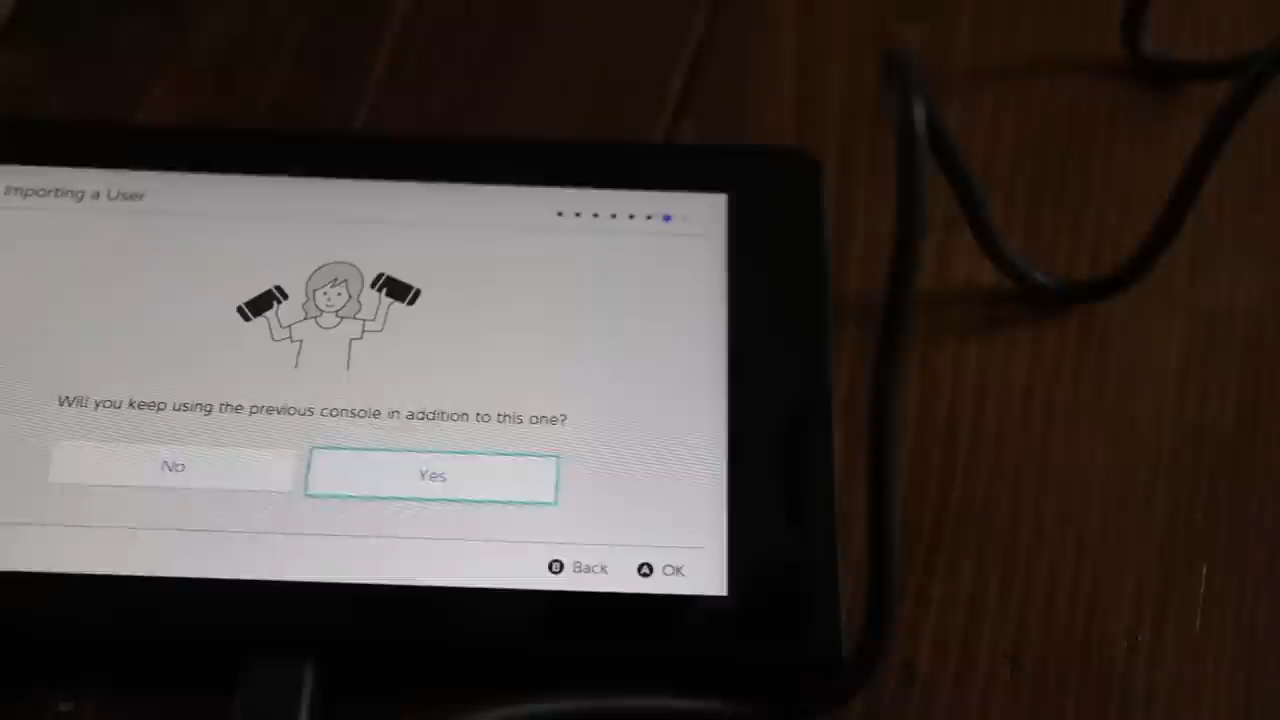 Importing a User
Will you keep using the previous console in addition to this one?
No
Yes
B Back
A OK